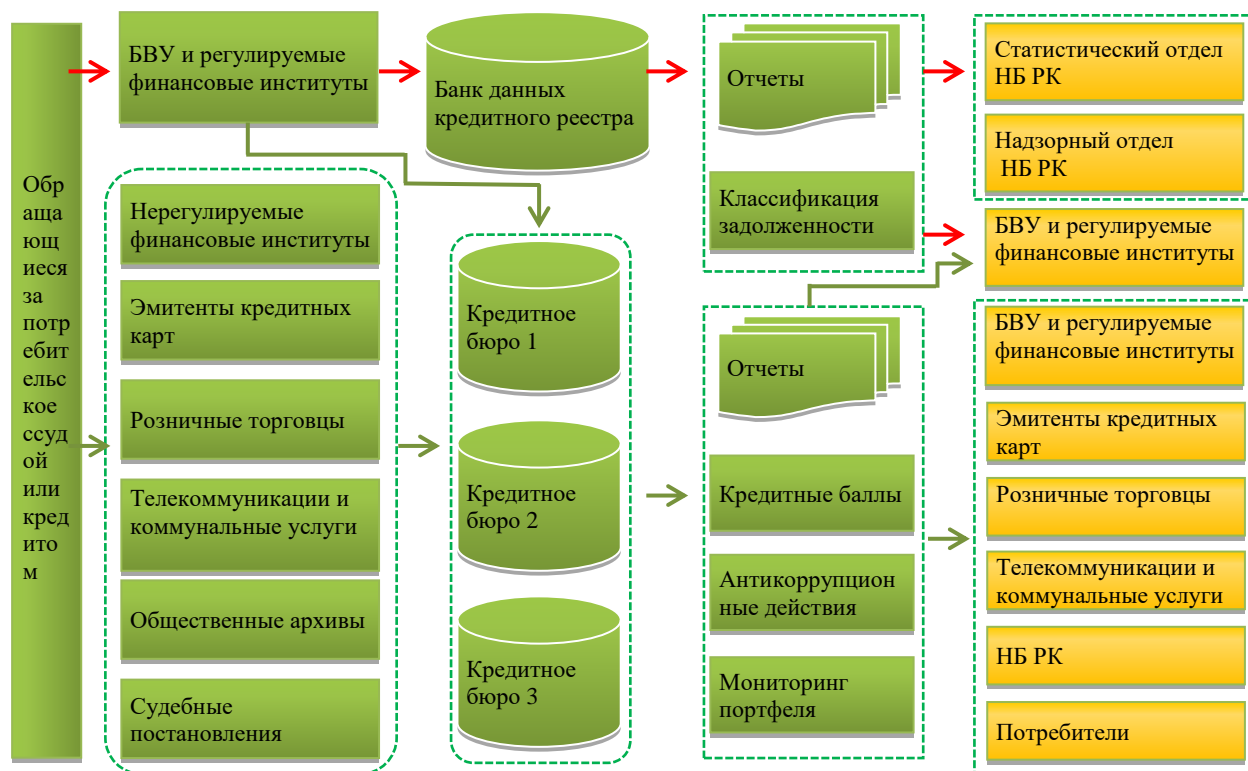 Обр
аща
ющ
иеся
за
потр
ебит
ельс
кое
ссуд
ой
или
кред
ито
м
БВУ и регулируемые
финансовые институты
Нерегулируемые
финансовые институты
Эмитенты кредитных
карт
Розничные торговцы
Телекоммуникации и
коммунальные услуги
Общественные архивы
Судебные
постановления
Банк данных
кредитного реестра
Кредитное
бюро 1
Кредитное
бюро 2
Кредитное
бюро 3
Отчеты
Классификация
задолженности
Отчеты
Кредитные баллы
Антикоррупцион
ные действия
Мониторинг
портфеля
Статистический отдел
НБ РК
Надзорный отдел
НБ РК
БВУ и регулируемые
финансовые институты
БВУ и регулируемые
финансовые институты
Эмитенты кредитных
карт
Розничные торговцы
Телекоммуникации и
коммунальные услуги
НБ РК
Потребители